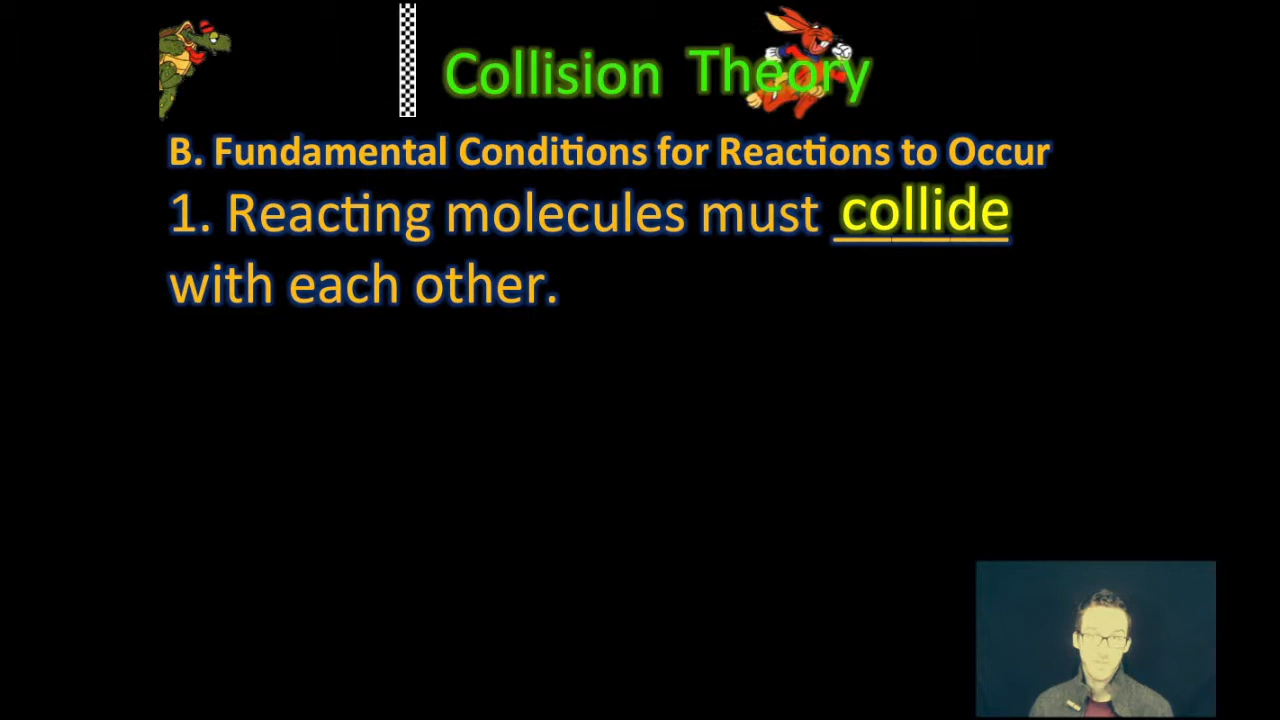 Collision Theory
B. Fundamental Conditions for Reactions to Occur
1. Reacting molecules must collide
with each other.